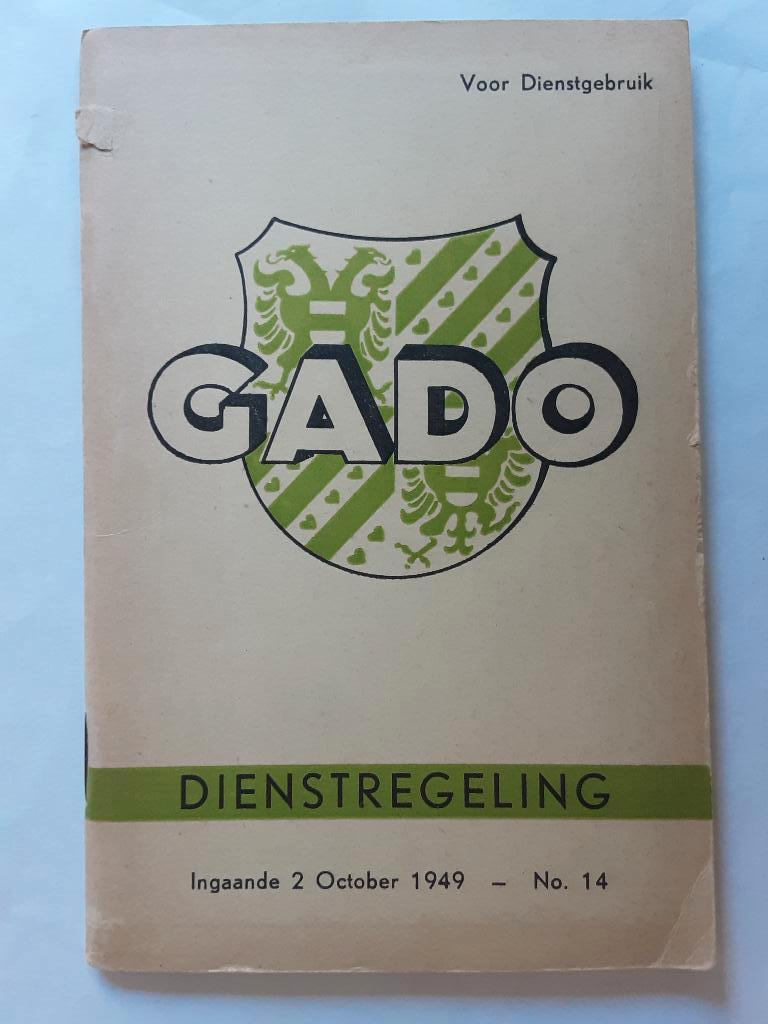 Voor Dienstgebruik
GADO
DIENSTREGELING
Ingaande 2 October 1949 – No. 14